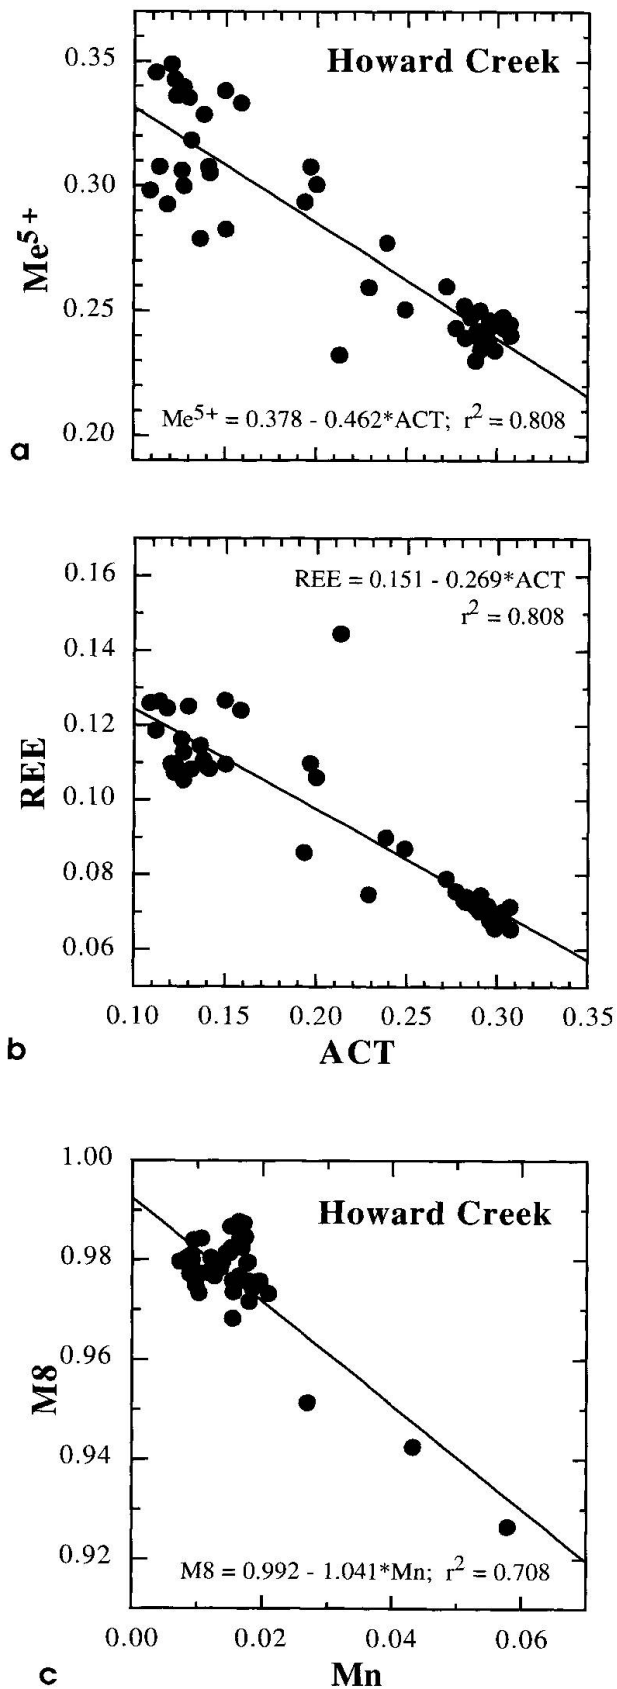 Howard Creek
0.35
0.30
0.25
0.20
Me5+
Me5+ = 0.378 - 0.462*ACT; r2 = 0.808
a
REE = 0.151 - 0.269*ACT
r2 = 0.808
0.16
0.14
0.12
0.10
0.08
0.06
REE
0.10 0.15 0.20 0.25 0.30 0.35
b
ACT
1.00
Howard Creek
0.98
0.96
0.94
0.92
M8
M8 = 0.992 - 1.041*Mn; r2 = 0.708
0.00 0.02 0.04 0.06
c
Mn